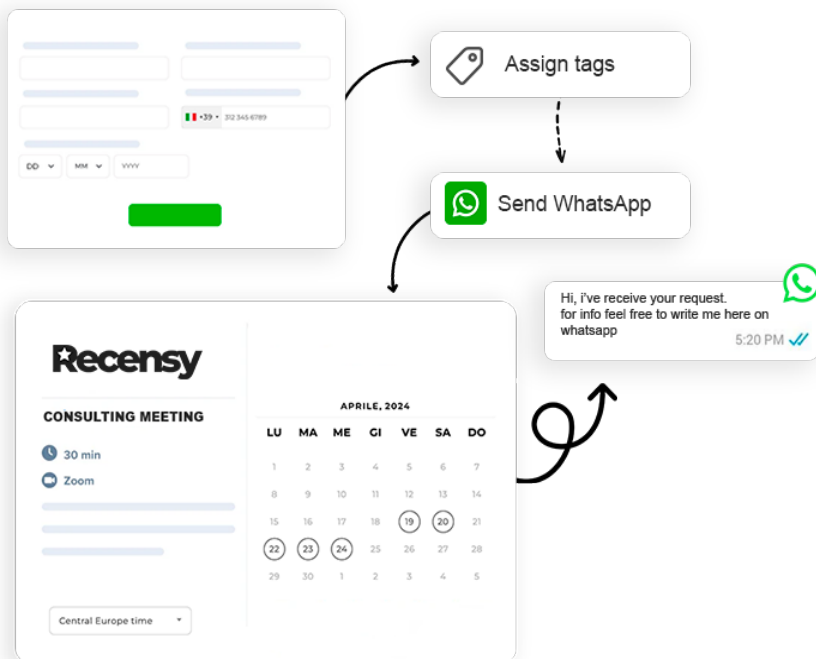 +39
312 345 6789
DD
MM
YYYY
Assign tags
Send WhatsApp
Hi, i've receive your request.
for info feel free to write me here on
whatsapp
5:20 PM
Recensy
CONSULTING MEETING
30 min
Zoom
Central Europe time
APRILE, 2024
LU MA ME GI VE SA DO
1 2 3 4 5 6 7
8 9 10 11 12 13 14
15 16 17 18 19 20 21
22 23 24 25 26 27 28
29 30 1 2 3 4 5